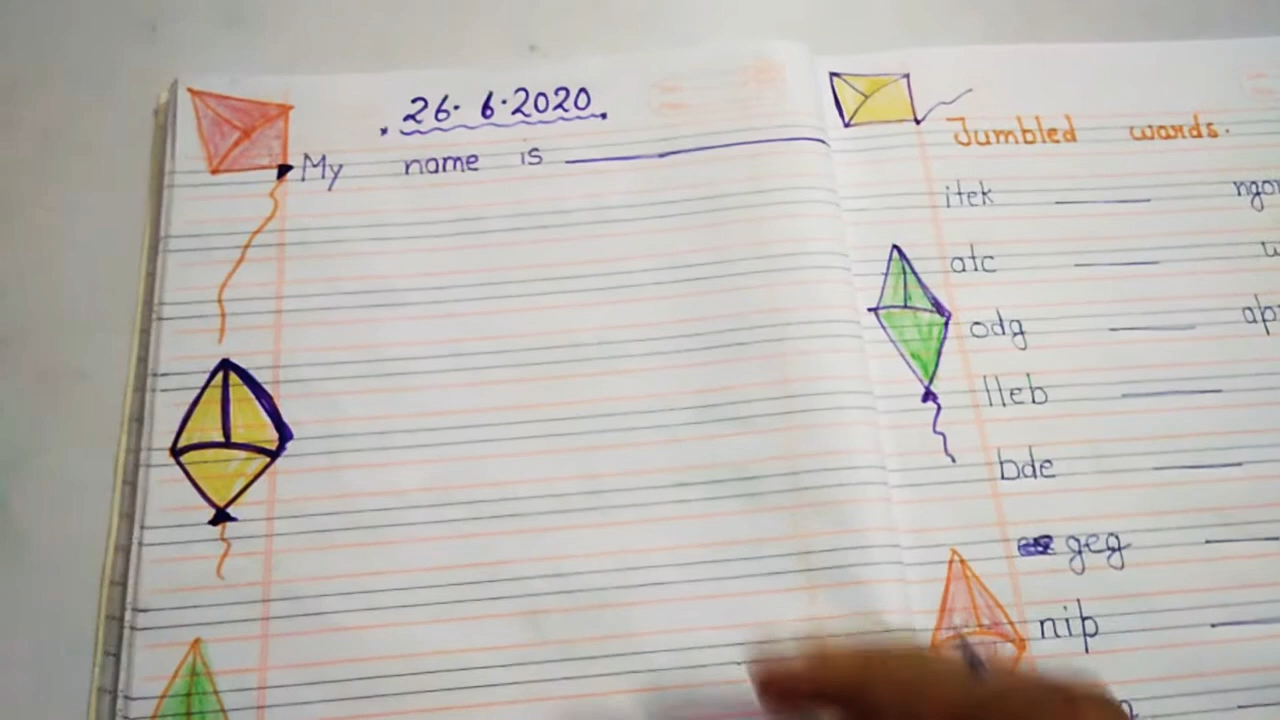 26. 6.2020.
My name is
Jumbled words.
itek
atc
odg
lleb
bde
geg
nip